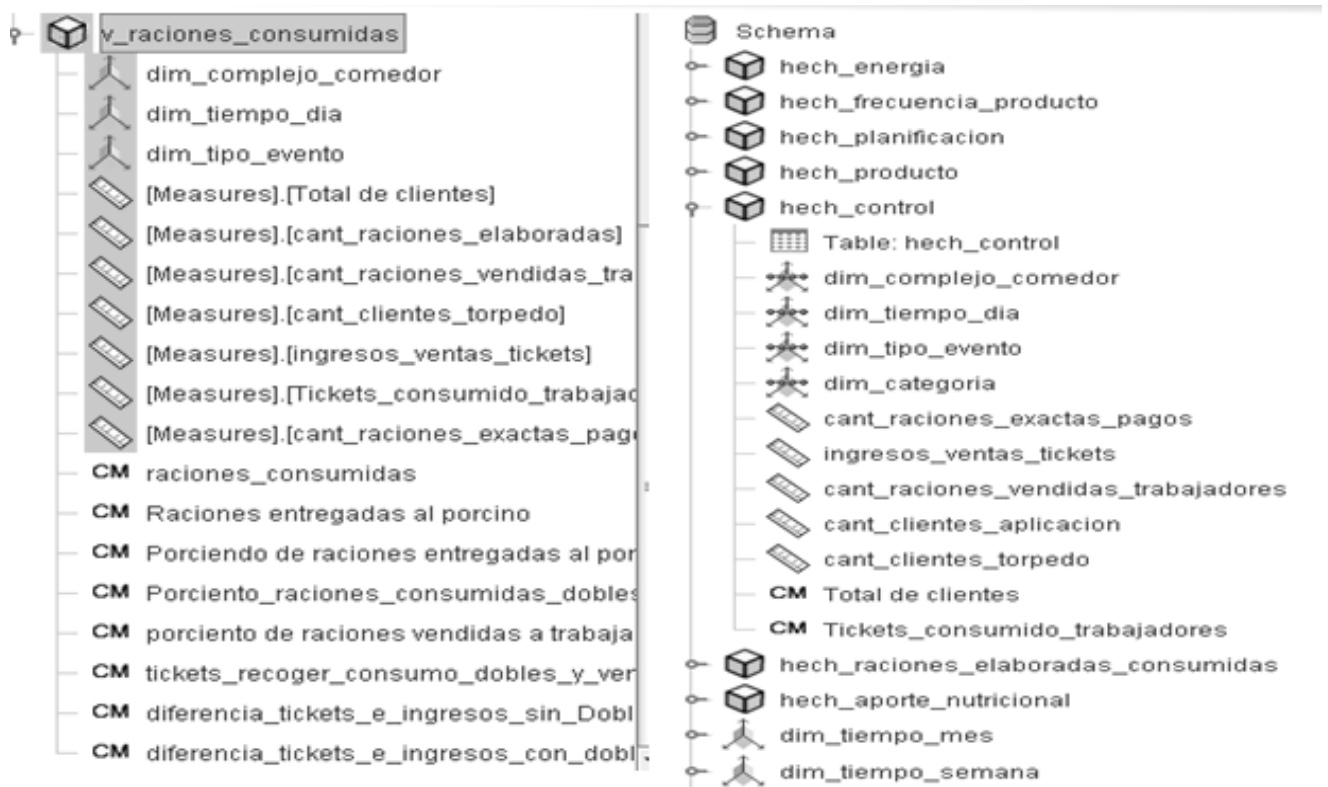 v_raciones_consumidas
dim_complejo_comedor
dim_tiempo_dia
dim_tipo_evento
[Measures].[Total de clientes]
[Measures].[cant_raciones_elaboradas]
[Measures].[cant_raciones_vendidas_tra
[Measures].[cant_clientes_torpedo]
[Measures].[ingresos_ventas_tickets]
[Measures].[Tickets_consumido_trabajad
[Measures].[cant_raciones_exactas_pag
CM raciones_consumidas
CM Raciones entregadas al porcino
CM Porciendo de raciones entregadas al por
CM Porciento_raciones_consumidas_dobles
CM porciento de raciones vendidas a trabaja
CM tickets_recoger_consumo_dobles_y_ver
CM diferencia_tickets_e_ingresos_sin_Dobl
CM diferencia_tickets_e_ingresos_con_dobl
Schema
hech_energia
hech_frecuencia_producto
hech_planificacion
hech_producto
hech_control
Table: hech_control
dim_complejo_comedor
dim_tiempo_dia
dim_tipo_evento
dim_categoria
cant_raciones_exactas_pagos
ingresos_ventas_tickets
cant_raciones_vendidas_trabajadores
cant_clientes_aplicacion
cant_clientes_torpedo
CM Total de clientes
CM Tickets_consumido_trabajadores
hech_raciones_elaboradas_consumidas
hech_aporte_nutricional
dim_tiempo_mes
dim_tiempo_semana